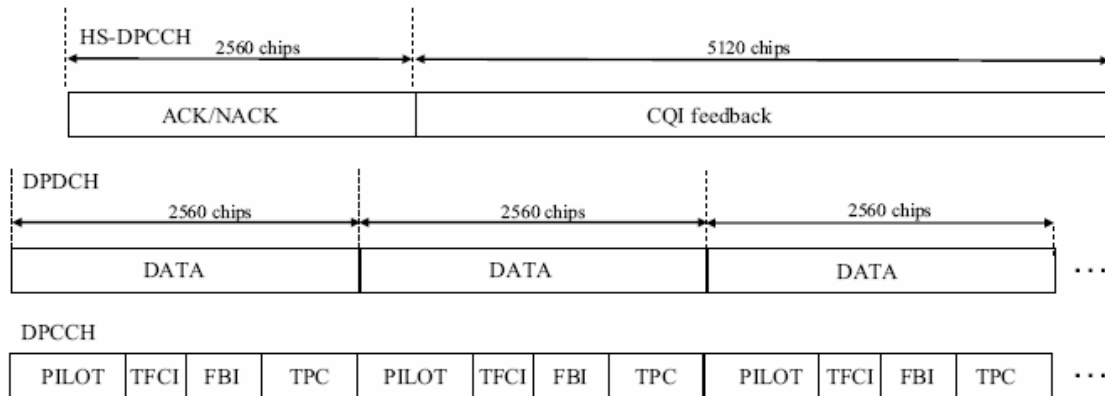 HS-DPCCH
2560 chips 5120 chips
ACK/NACK CQI feedback
DPDCH
2560 chips 2560 chips 2560 chips
DATA DATA DATA ...
DPCCH
PILOT TFCI FBI TPC PILOT TFCI FBI TPC PILOT TFCI FBI TPC ...